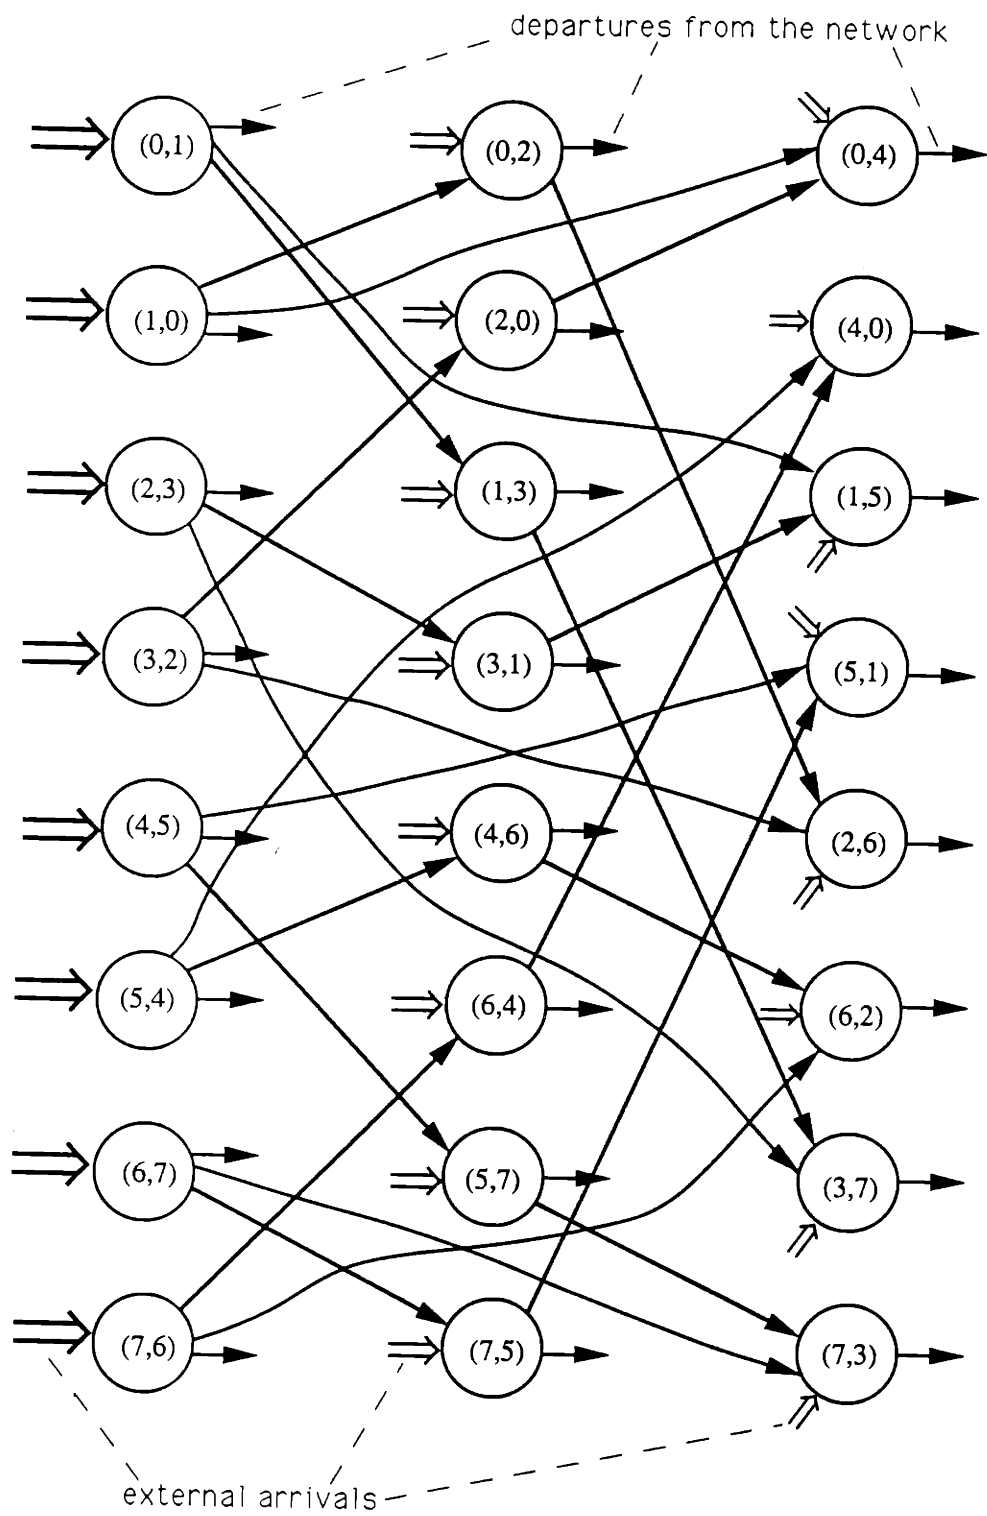 departures from the network
(0,1) (0,2) (0,4)
(1,0) (2,0) (4,0)
(2,3) (1,3) (1,5)
(3,2) (3,1) (5,1)
(4,5) (4,6) (2,6)
(5,4) (6,4) (6,2)
(6,7) (5,7) (3,7)
(7,6) (7,5) (7,3)
external arrivals